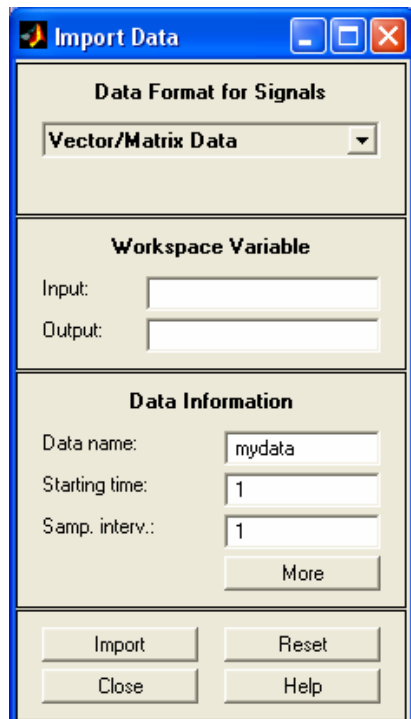 Import Data
Data Format for Signals
Vector/Matrix Data
Workspace Variable
Input:
Output:
Data Information
Data name: mydata
Starting time: 1
Samp. interv.: 1
More
Import Reset
Close Help